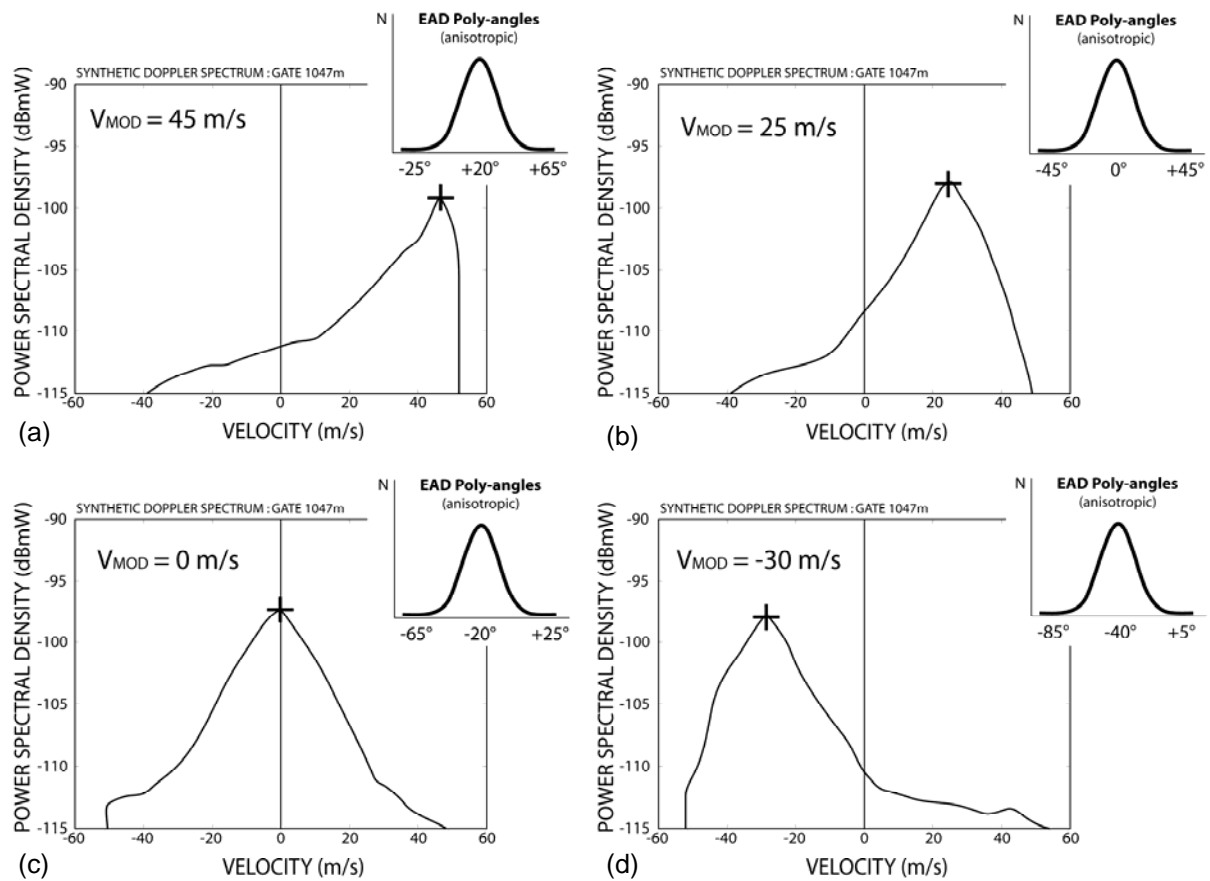 N
EAD Poly-angles
(anisotropic)
-25° +20° +65°
SYNTHETIC DOPPLER SPECTRUM : GATE 1047m
VMOD = 45 m/s
POWER SPECTRAL DENSITY (dBmW)
-90
-95
-100
-105
-110
-115
-60 -40 -20 0 20 40 60
VELOCITY (m/s)
(a)
N
EAD Poly-angles
(anisotropic)
-45° 0° +45°
SYNTHETIC DOPPLER SPECTRUM : GATE 1047m
VMOD = 25 m/s
POWER SPECTRAL DENSITY (dBmW)
-90
-95
-100
-105
-110
-115
-60 -40 -20 0 20 40 60
VELOCITY (m/s)
(b)
N
EAD Poly-angles
(anisotropic)
-65° -20° +25°
SYNTHETIC DOPPLER SPECTRUM : GATE 1047m
VMOD = 0 m/s
POWER SPECTRAL DENSITY (dBmW)
-90
-95
-100
-105
-110
-115
-60 -40 -20 0 20 40 60
VELOCITY (m/s)
(c)
N
EAD Poly-angles
(anisotropic)
-85° -40° +5°
SYNTHETIC DOPPLER SPECTRUM : GATE 1047m
VMOD = -30 m/s
POWER SPECTRAL DENSITY (dBmW)
-90
-95
-100
-105
-110
-115
-60 -40 -20 0 20 40 60
VELOCITY (m/s)
(d)